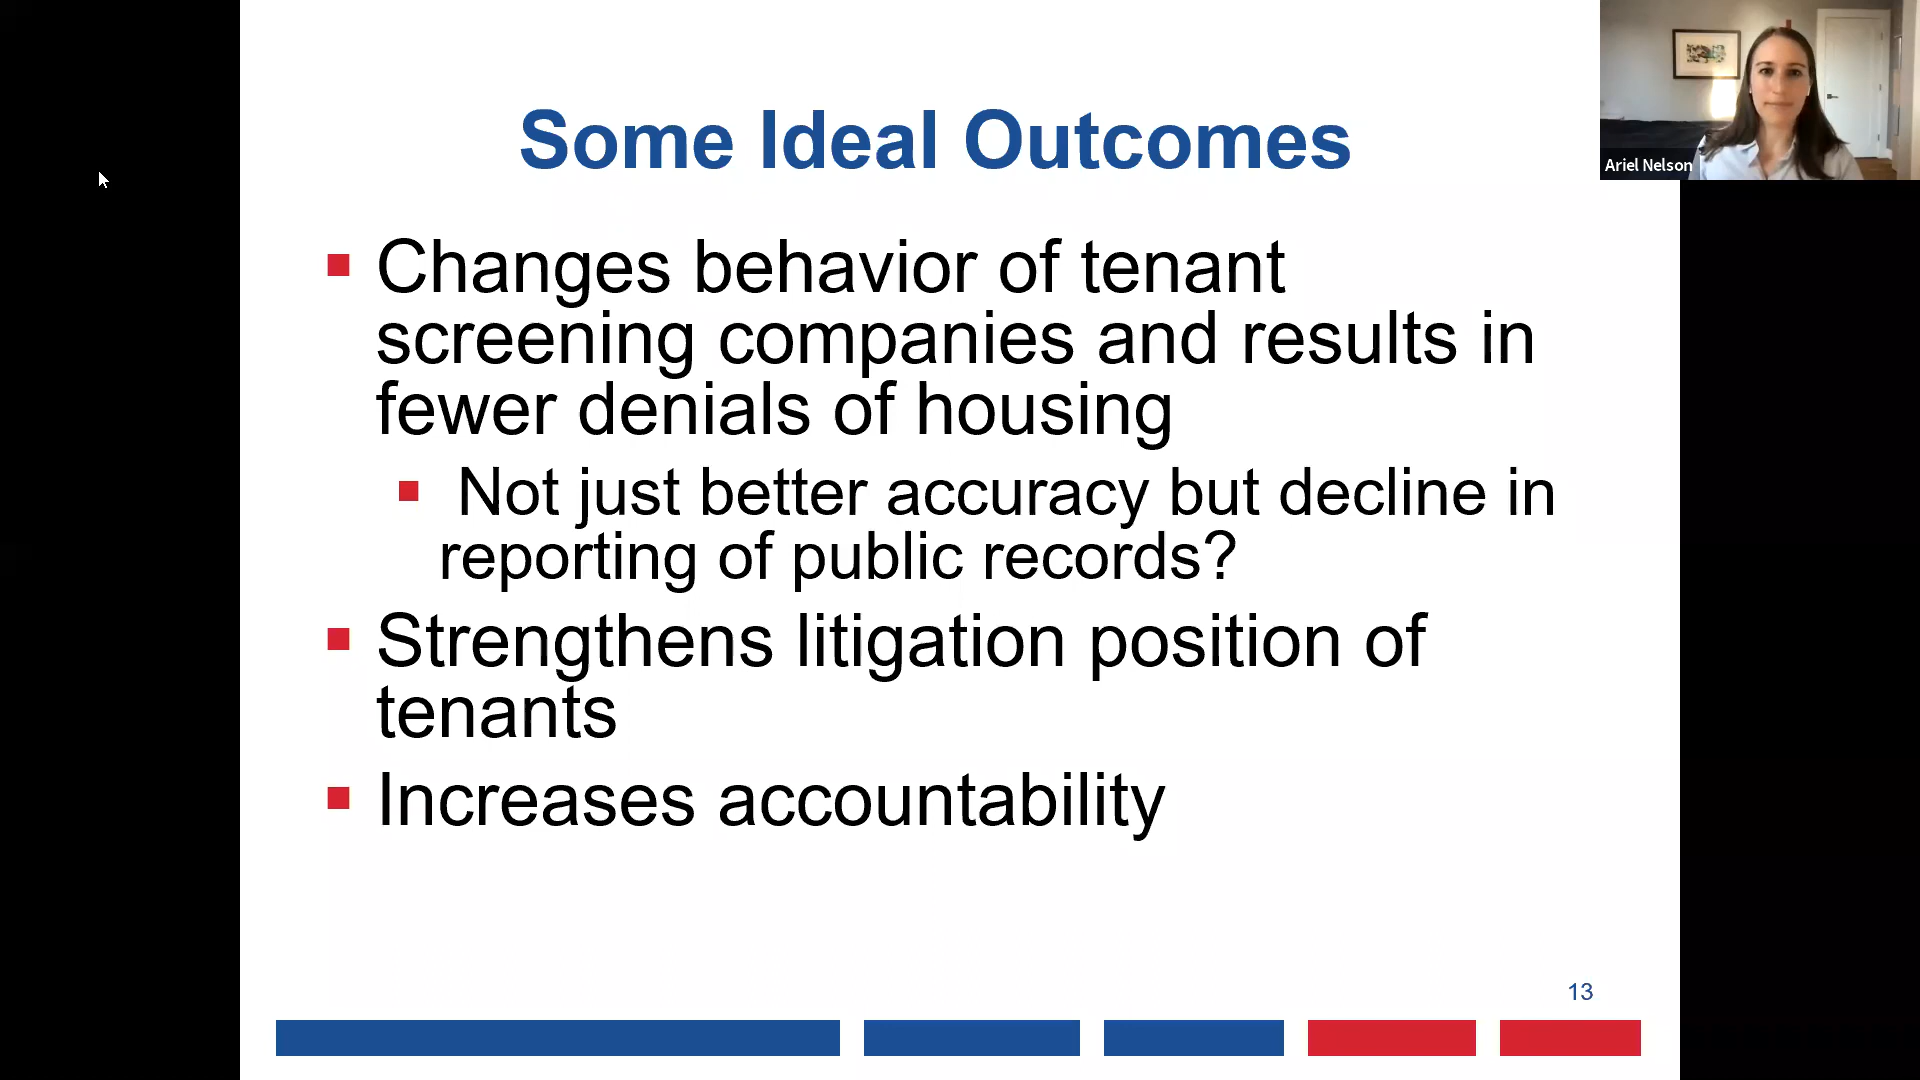 Some Ideal Outcomes
Ariel Nelson
Changes behavior of tenant
screening companies and results in
fewer denials of housing
Not just better accuracy but decline in
reporting of public records?
Strengthens litigation position of
tenants
Increases accountability
13